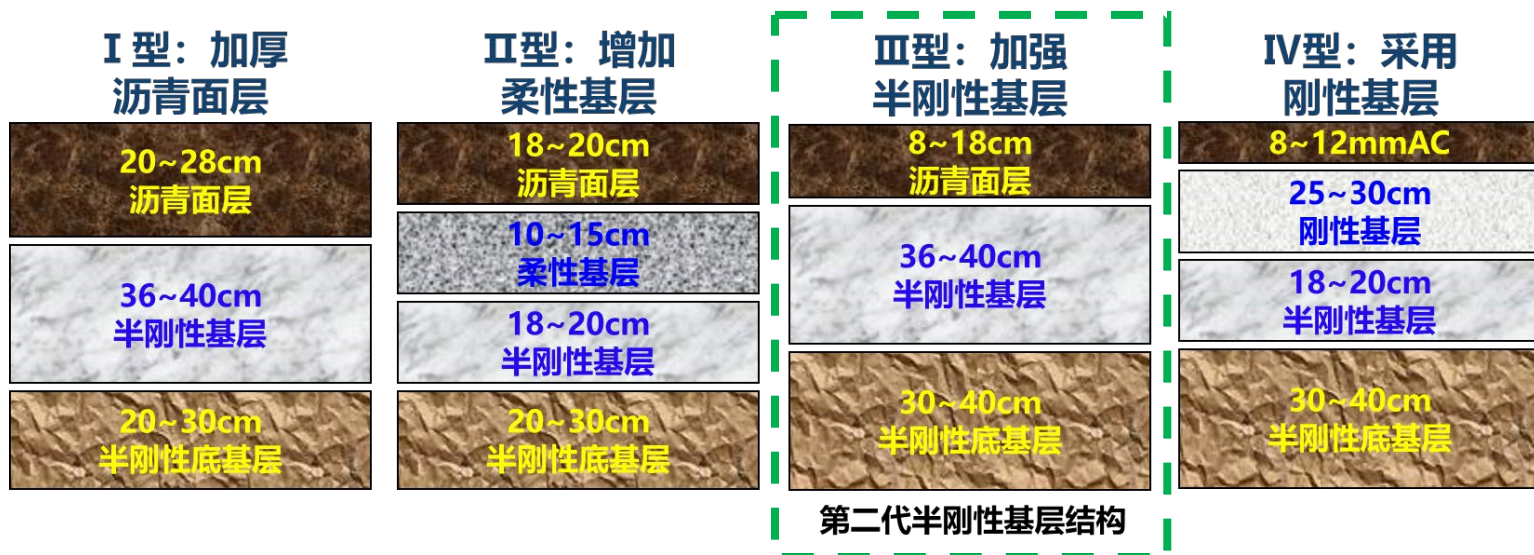 Ⅰ型：加厚
沥青面层
20~28cm
沥青面层
36~40cm
半刚性基层
20~30cm
半刚性底基层
Ⅱ型：增加
柔性基层
18~20cm
沥青面层
10~15cm
柔性基层
18~20cm
半刚性基层
20~30cm
半刚性底基层
Ⅲ型：加强
半刚性基层
8~18cm
沥青面层
36~40cm
半刚性基层
30~40cm
半刚性底基层
第二代半刚性基层结构
Ⅳ型：采用
刚性基层
8~12mmAC
25~30cm
刚性基层
18~20cm
半刚性基层
30~40cm
半刚性底基层